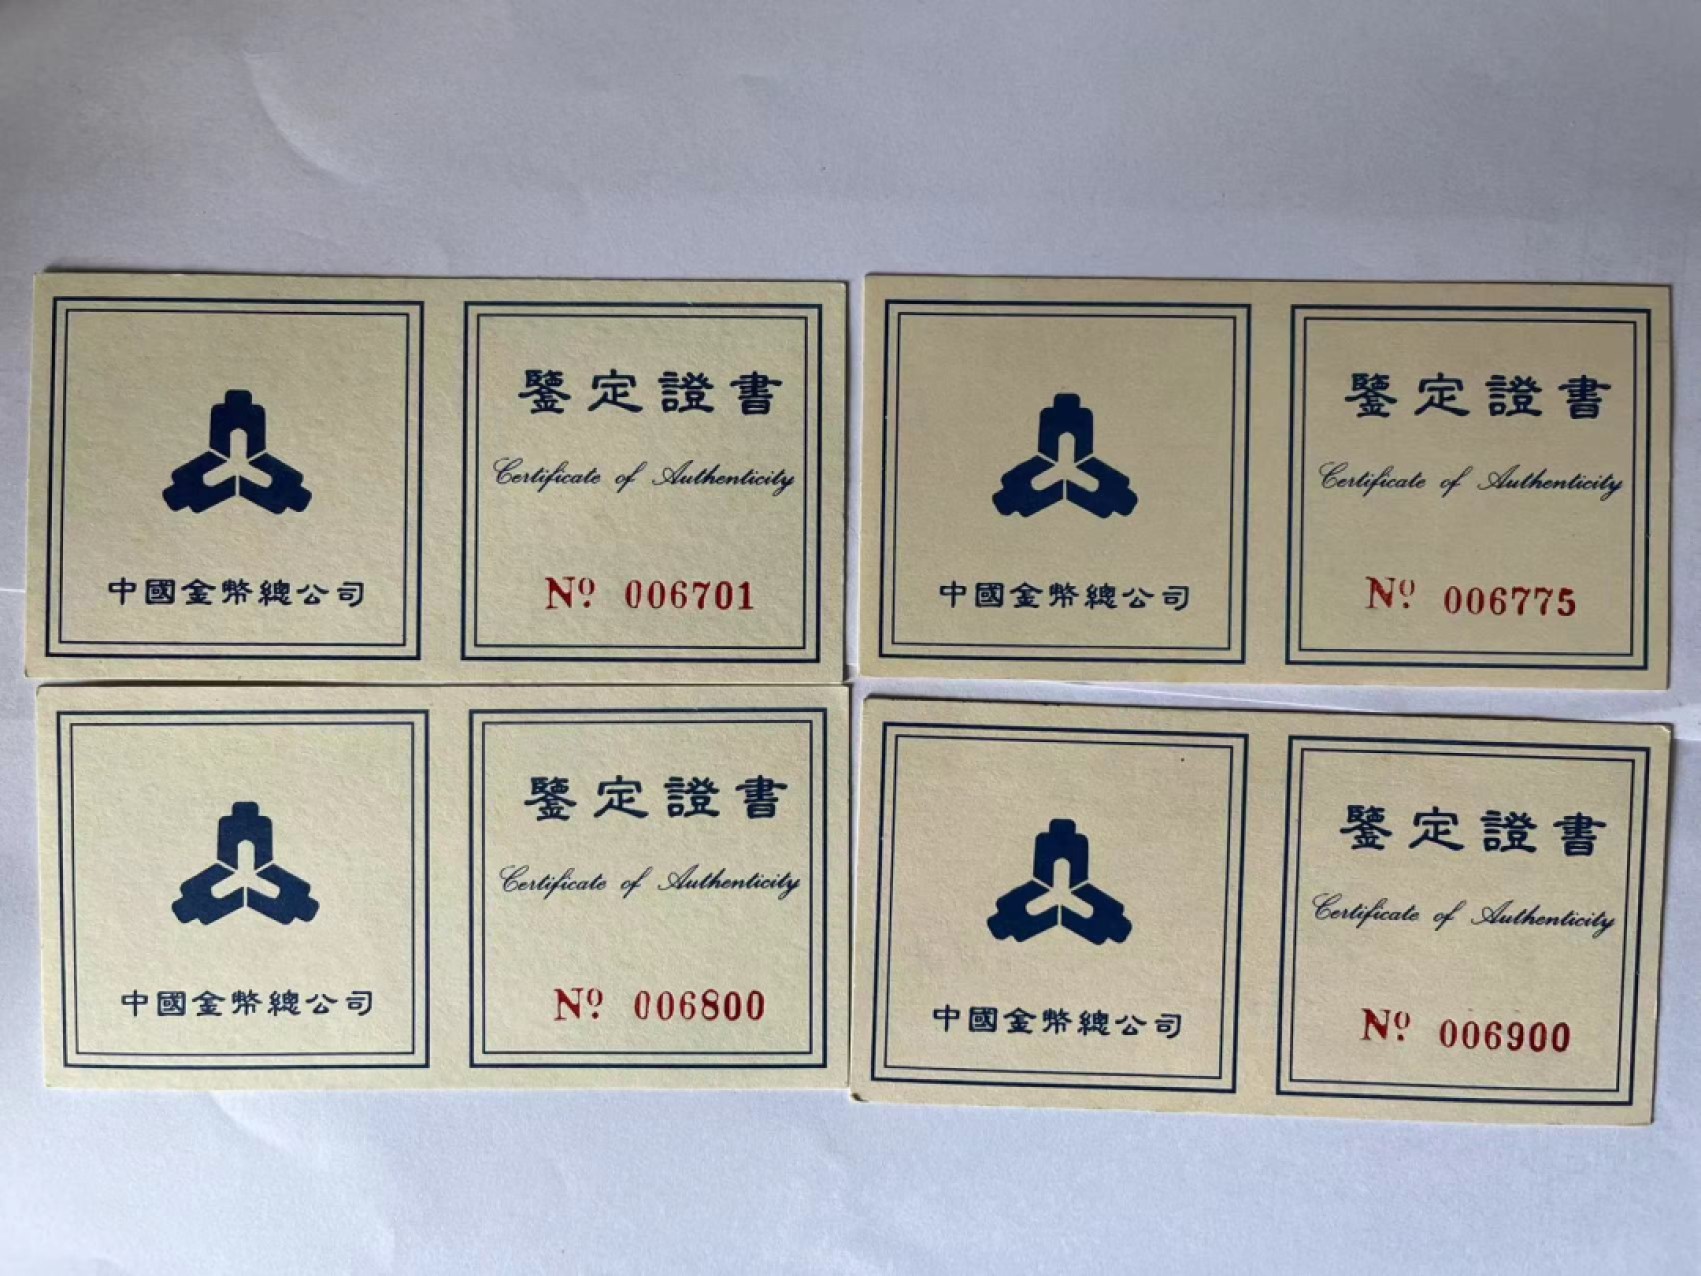 鑒定證書
Certificate of Authenticity
中國金幣總公司
Nº 006701
鑒定證書
Certificate of Authenticity
中國金幣總公司
Nº 006775
鑒定證書
Certificate of Authenticity
中國金幣總公司
Nº 006800
鑒定證書
Certificate of Authenticity
中國金幣總公司
Nº 006900